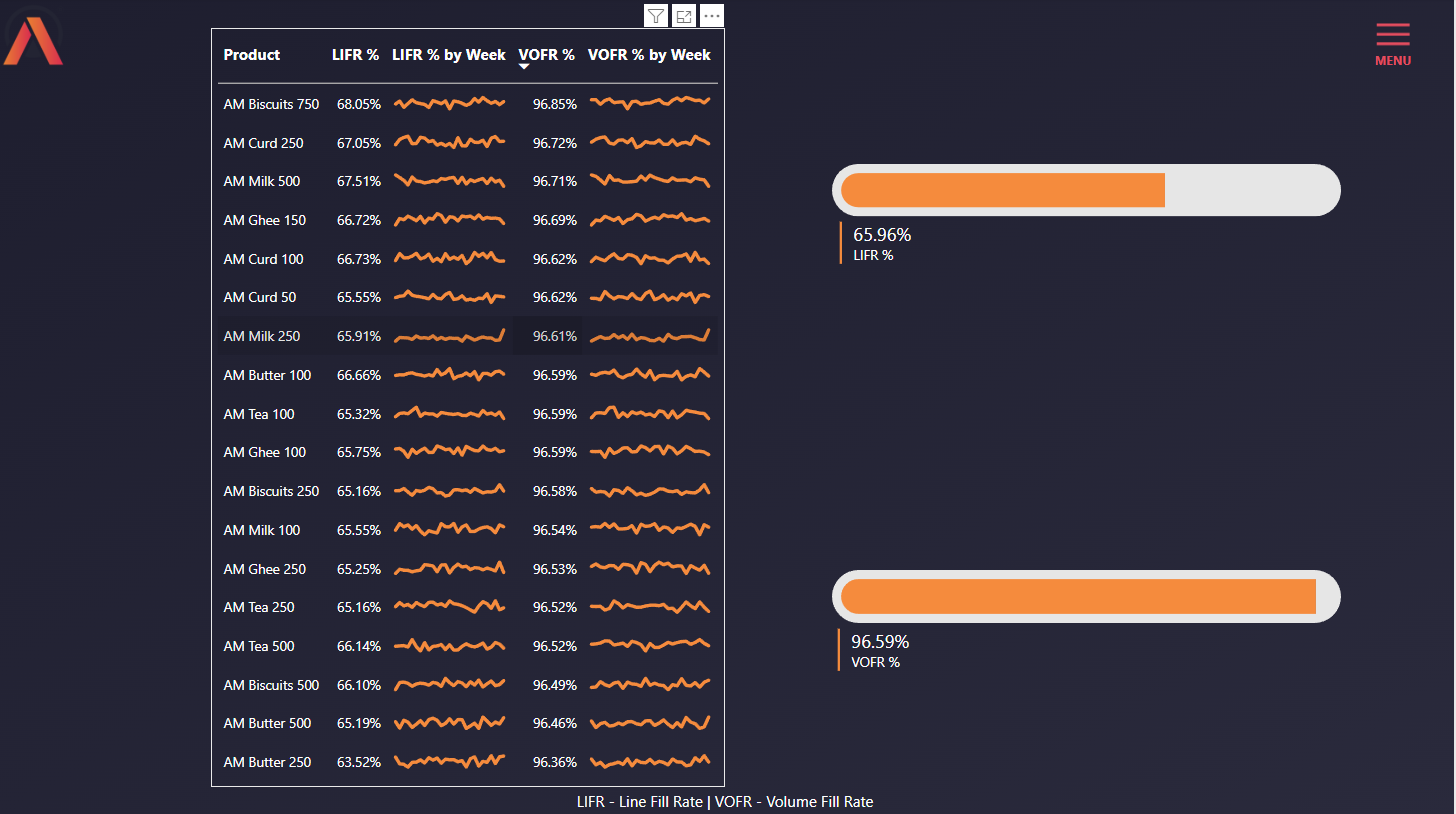 Product LIFR % LIFR % by Week VOFR % VOFR % by Week
AM Biscuits 750 68.05% 96.85%
AM Curd 250 67.05% 96.72%
AM Milk 500 67.51% 96.71%
AM Ghee 150 66.72% 96.69%
AM Curd 100 66.73% 96.62%
AM Curd 50 65.55% 96.62%
AM Milk 250 65.91% 96.61%
AM Butter 100 66.66% 96.59%
AM Tea 100 65.32% 96.59%
AM Ghee 100 65.75% 96.59%
AM Biscuits 250 65.16% 96.58%
AM Milk 100 65.55% 96.54%
AM Ghee 250 65.25% 96.53%
AM Tea 250 65.16% 96.52%
AM Tea 500 66.14% 96.52%
AM Biscuits 500 66.10% 96.49%
AM Butter 500 65.19% 96.46%
AM Butter 250 63.52% 96.36%
MENU
65.96%
LIFR %
96.59%
VOFR %
LIFR - Line Fill Rate | VOFR - Volume Fill Rate